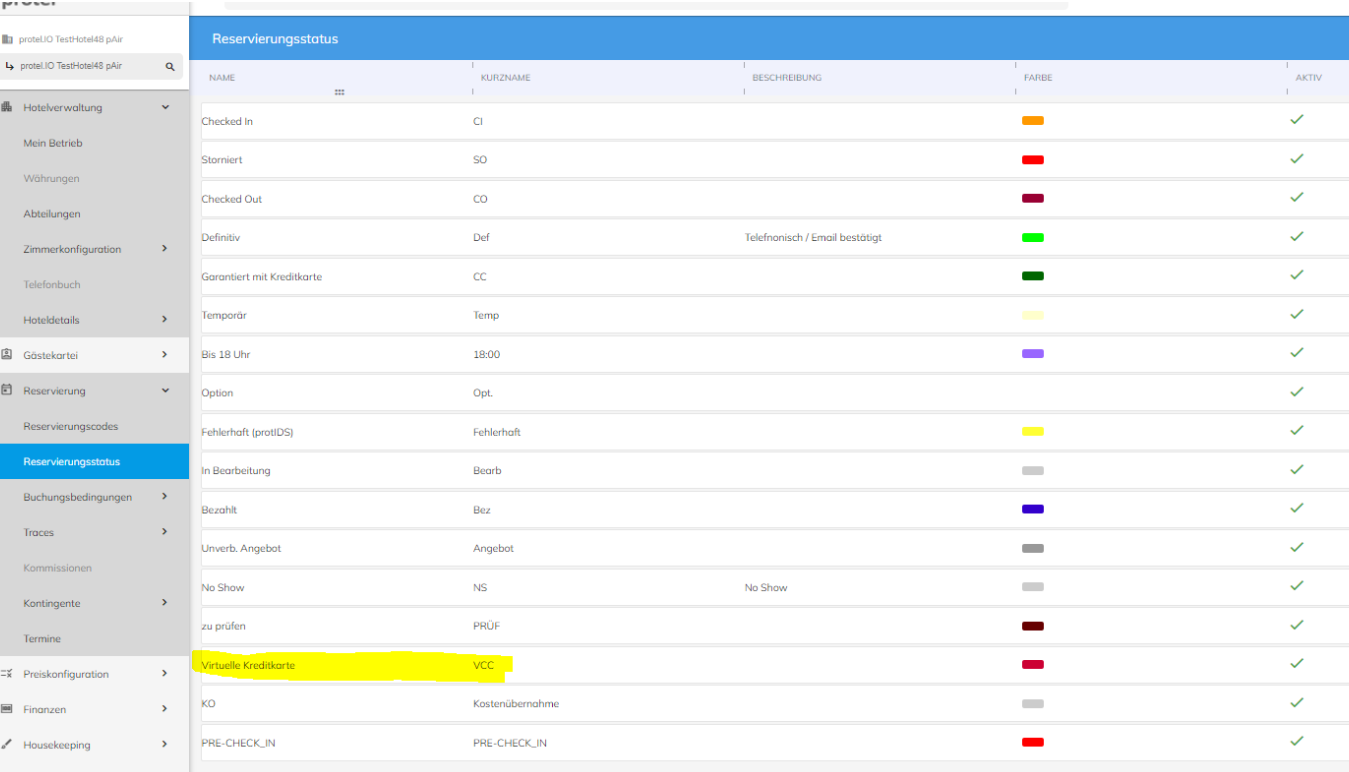 protel
protel.IO TestHotel48 pAir
protel.IO TestHotel48 pAir
Hotelverwaltung
Mein Betrieb
Währungen
Abteilungen
Zimmerkonfiguration
Telefonbuch
Hoteldetails
Gästekartei
Reservierung
Reservierungscodes
Reservierungsstatus
Buchungsbedingungen
Traces
Kommissionen
Kontingente
Termine
Preiskonfiguration
Finanzen
Housekeeping
Reservierungsstatus
NAME KURZNAME BESCHREIBUNG FARBE AKTIV
Checked In CI
Storniert SO
Checked Out CO
Definitiv Def Telefnonisch / Email bestätigt
Garantiert mit Kreditkarte CC
Temporär Temp
Bis 18 Uhr 18:00
Option Opt.
Fehlerhaft (protIDS) Fehlerhaft
In Bearbeitung Bearb
Bezahlt Bez
Unverb. Angebot Angebot
No Show NS No Show
zu prüfen PRÜF
Virtuelle Kreditkarte VCC
KO Kostenübernahme
PRE-CHECK_IN PRE-CHECK_IN